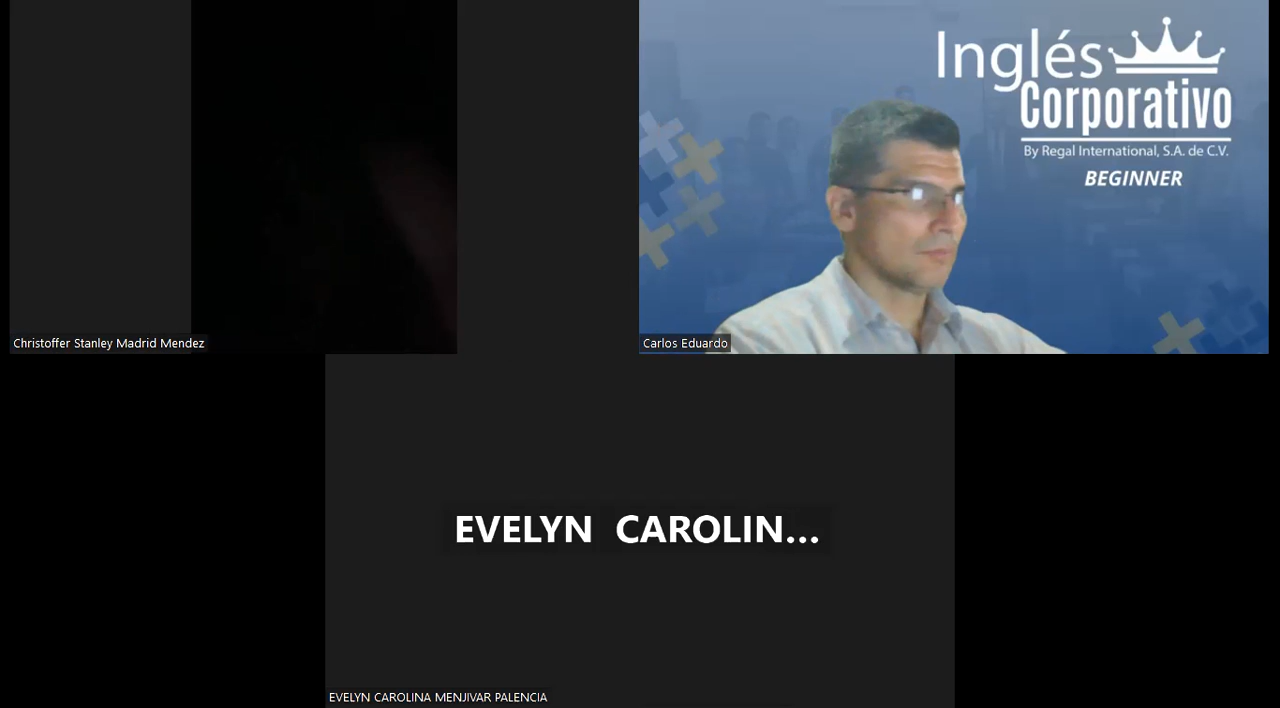 Inglés
Corporativo
By Regal International, S.A. de C.V.
BEGINNER
Christoffer Stanley Madrid Mendez
Carlos Eduardo
EVELYN CAROLIN...
EVELYN CAROLINA MENJIVAR PALENCIA